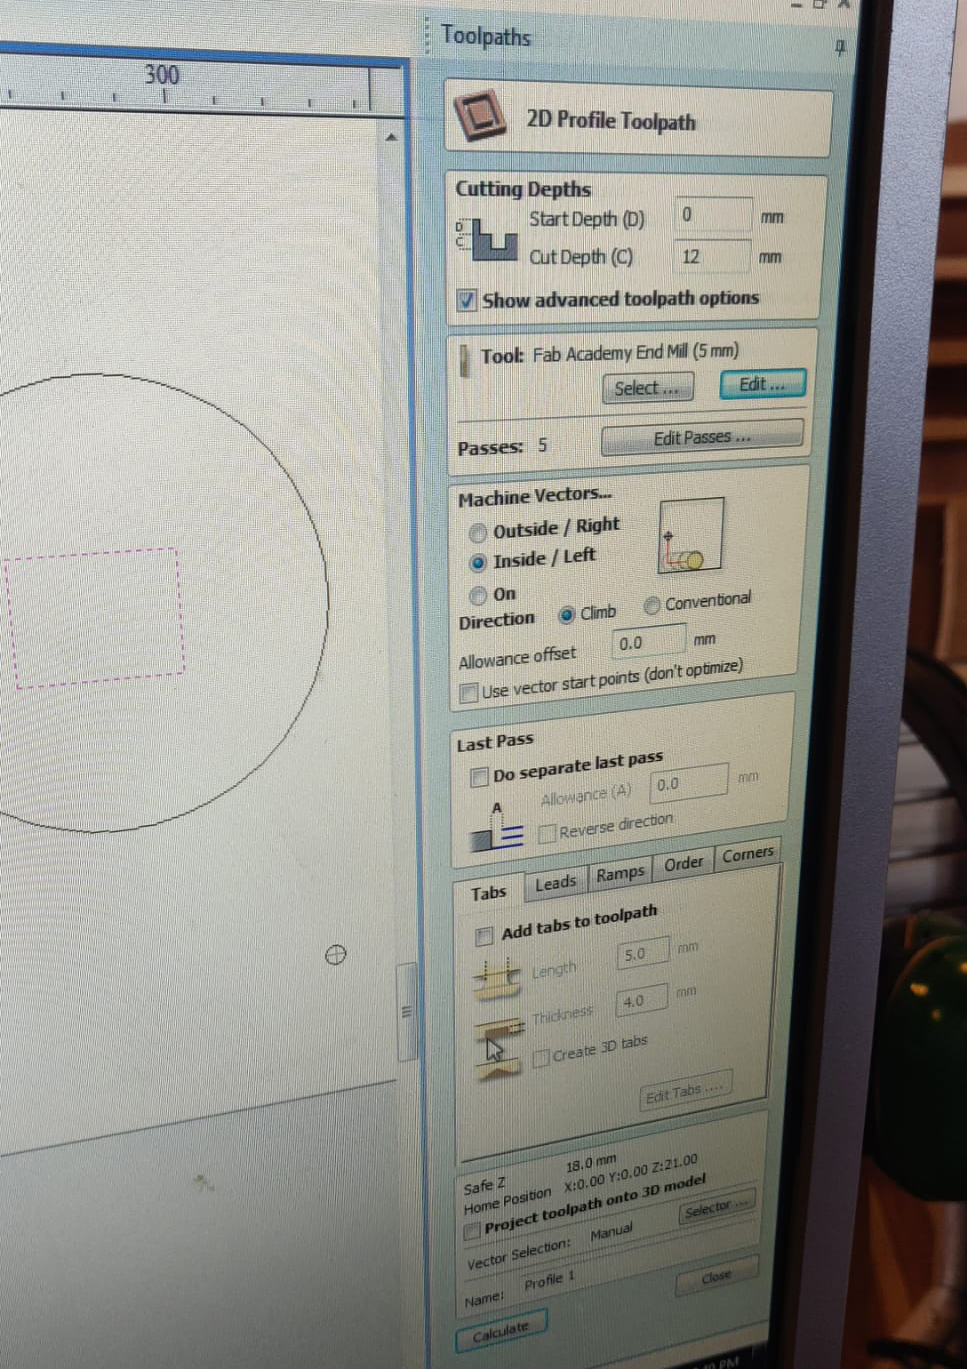 Toolpaths
300
2D Profile Toolpath
Cutting Depths
D
Start Depth (D) 0 mm
C
Cut Depth (C) 12 mm
Show advanced toolpath options
Tool: Fab Academy End Mill (5 mm)
Select ... Edit ...
Passes: 5 Edit Passes ...
Machine Vectors...
Outside / Right
Inside / Left
On
Direction Climb Conventional
Allowance offset 0.0 mm
Use vector start points (don't optimize)
Last Pass
Do separate last pass
A
Allowance (A) 0.0 mm
Reverse direction
Tabs Leads Ramps Order Corners
Add tabs to toolpath
Length 5.0 mm
Thickness 4.0 mm
Create 3D tabs
Edit Tabs ....
Safe Z 18.0 mm
Home Position X:0.00 Y:0.00 Z:21.00
Project toolpath onto 3D model
Vector Selection: Manual Selector ...
Name: Profile 1
Calculate Close
PM